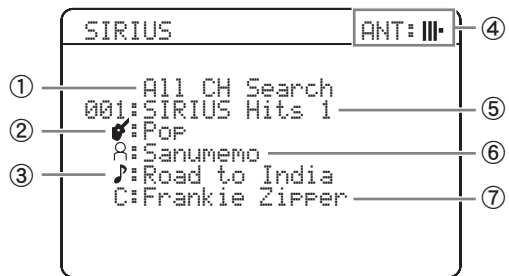 SIRIUS ANT: ④
① All CH Search
001:SIRIUS Hits 1 ⑤
② :Pop
:Sanumemo ⑥
③ :Road to India
C:Frankie Zipper ⑦